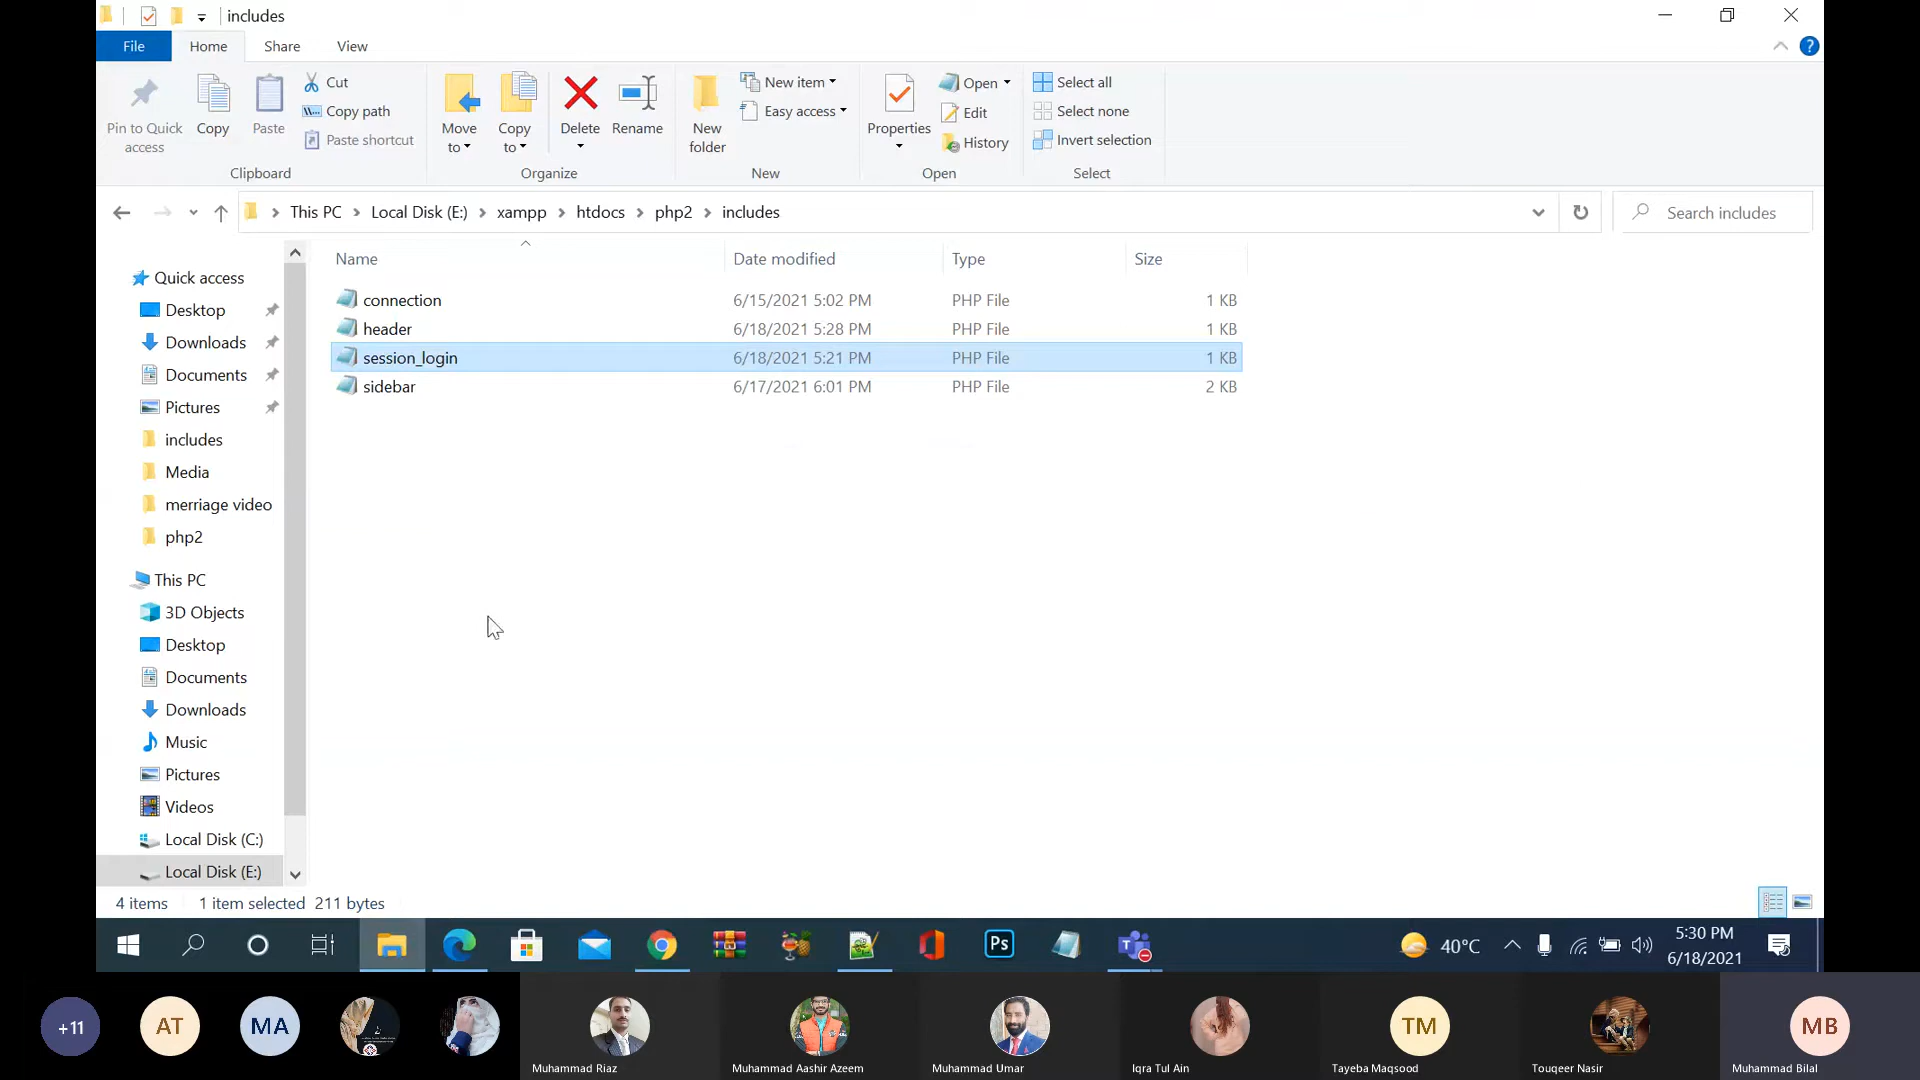 includes
File
Home
Share
View
Pin to Quick access
Copy
Paste
Cut
Copy path
Paste shortcut
Clipboard
Move to
Copy to
Delete
Rename
Organize
New folder
New item
Easy access
New
Properties
Open
Edit
History
Open
Select all
Select none
Invert selection
Select
This PC > Local Disk (E:) > xampp > htdocs > php2 > includes
Search includes
Name Date modified Type Size
connection 6/15/2021 5:02 PM PHP File 1 KB
header 6/18/2021 5:28 PM PHP File 1 KB
session_login 6/18/2021 5:21 PM PHP File 1 KB
sidebar 6/17/2021 6:01 PM PHP File 2 KB
Quick access
Desktop
Downloads
Documents
Pictures
includes
Media
merriage video
php2
This PC
3D Objects
Desktop
Documents
Downloads
Music
Pictures
Videos
Local Disk (C:)
Local Disk (E:)
4 items 1 item selected 211 bytes
Ps
40°C
5:30 PM
6/18/2021
+11
AT
MA
TM
MB
Muhammad Riaz
Muhammad Aashir Azeem
Muhammad Umar
Iqra Tul Ain
Tayeba Maqsood
Touqeer Nasir
Muhammad Bilal